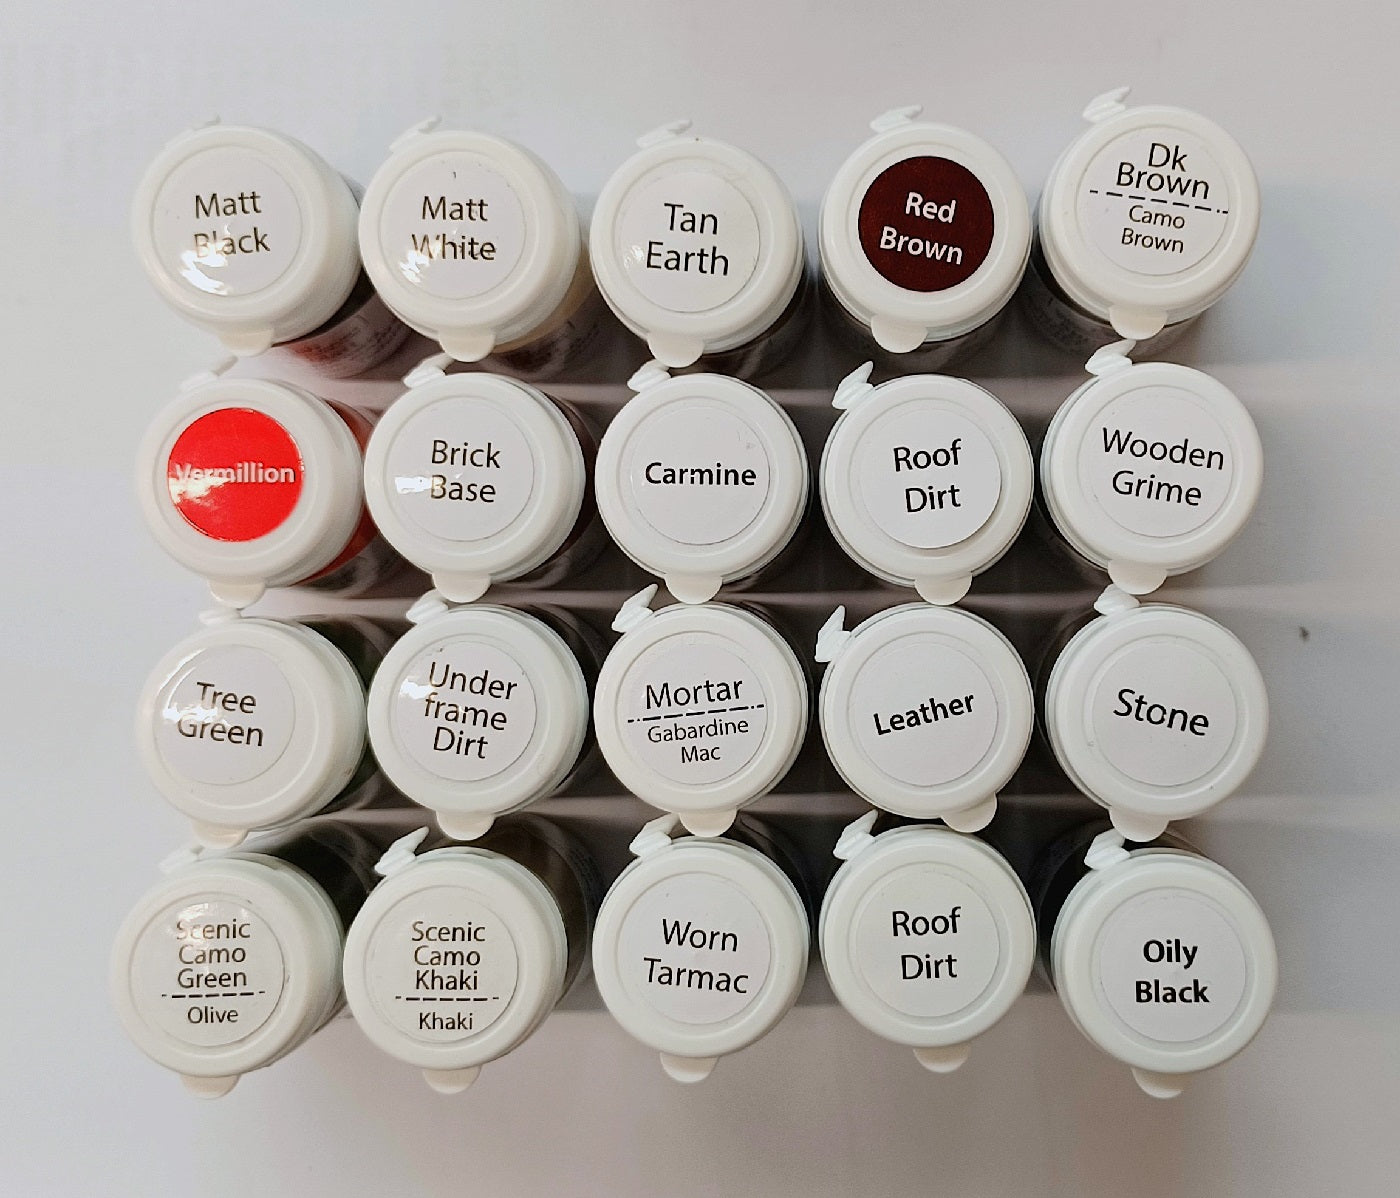 Matt
Black
Matt
White
Tan
Earth
Red
Brown
Dk
Brown
Camo
Brown
Vermillion
Brick
Base
Carmine
Roof
Dirt
Wooden
Grime
Tree
Green
Under
frame
Dirt
Mortar
Gabardine
Mac
Leather
Stone
Scenic
Camo
Green
Olive
Scenic
Camo
Khaki
Khaki
Worn
Tarmac
Roof
Dirt
Oily
Black